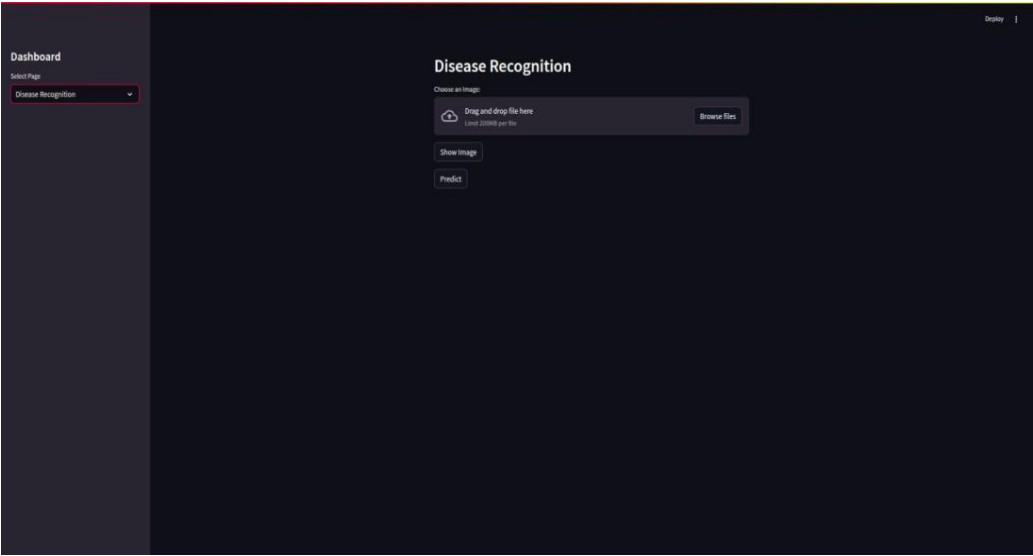 Deploy
Dashboard
Select Page
Disease Recognition
Disease Recognition
Choose an Image:
Drag and drop file here
Limit 200MB per file
Browse files
Show Image
Predict